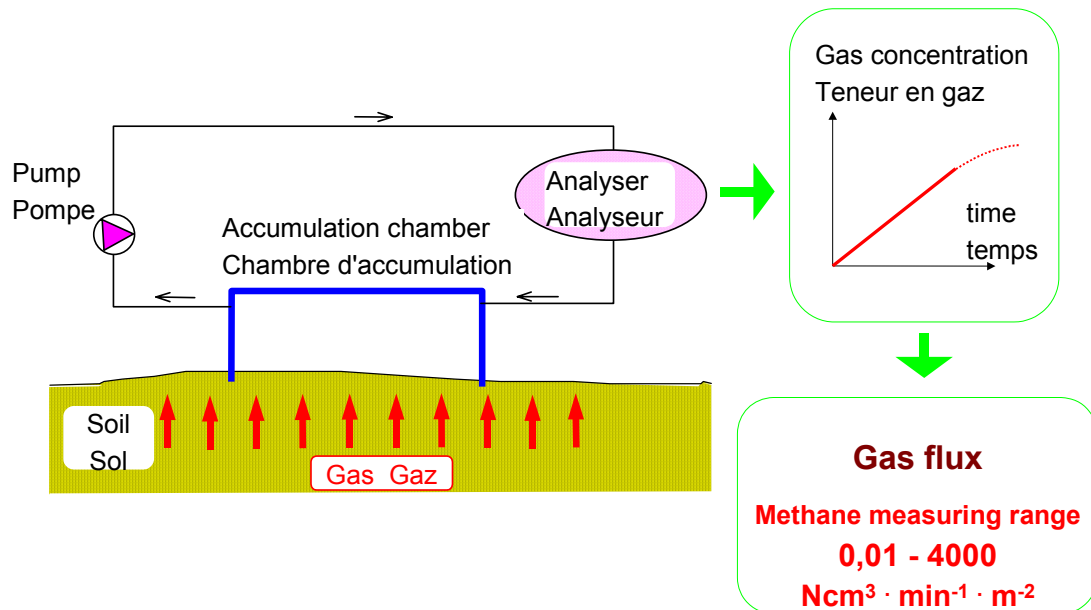 Pump
Pompe
Accumulation chamber
Chambre d'accumulation
Analyser
Analyseur
Soil
Sol
Gas Gaz
Gas concentration
Teneur en gaz
time
temps
Gas flux
Methane measuring range
0,01 - 4000
Ncm³ · min⁻¹ · m⁻²